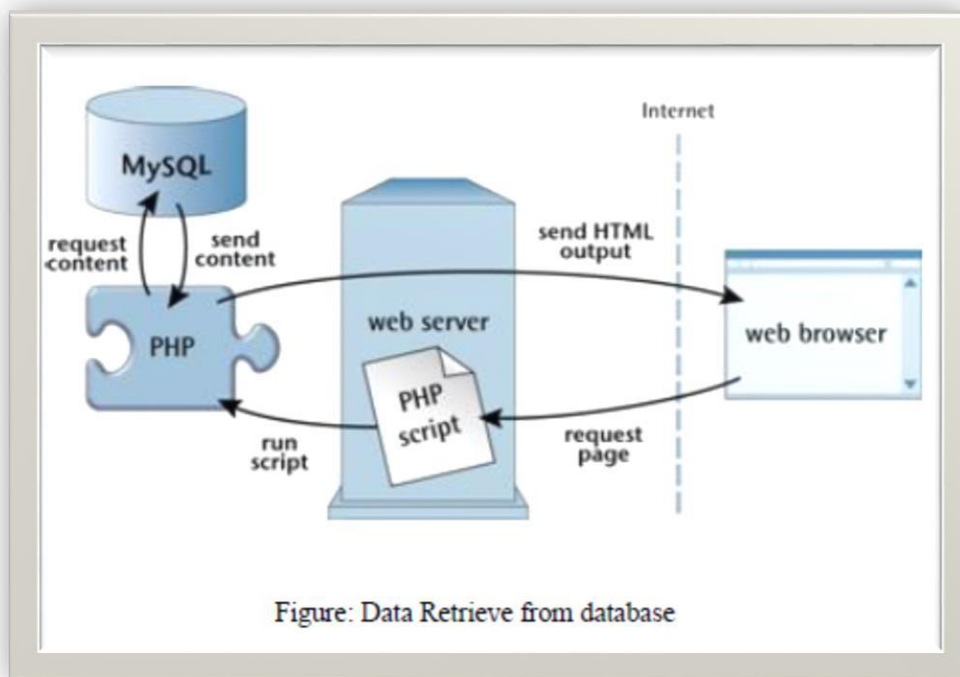 Internet
MySQL
request
content
send
content
send HTML
output
web server
PHP
web browser
PHP
script
run
script
request
page
Figure: Data Retrieve from database